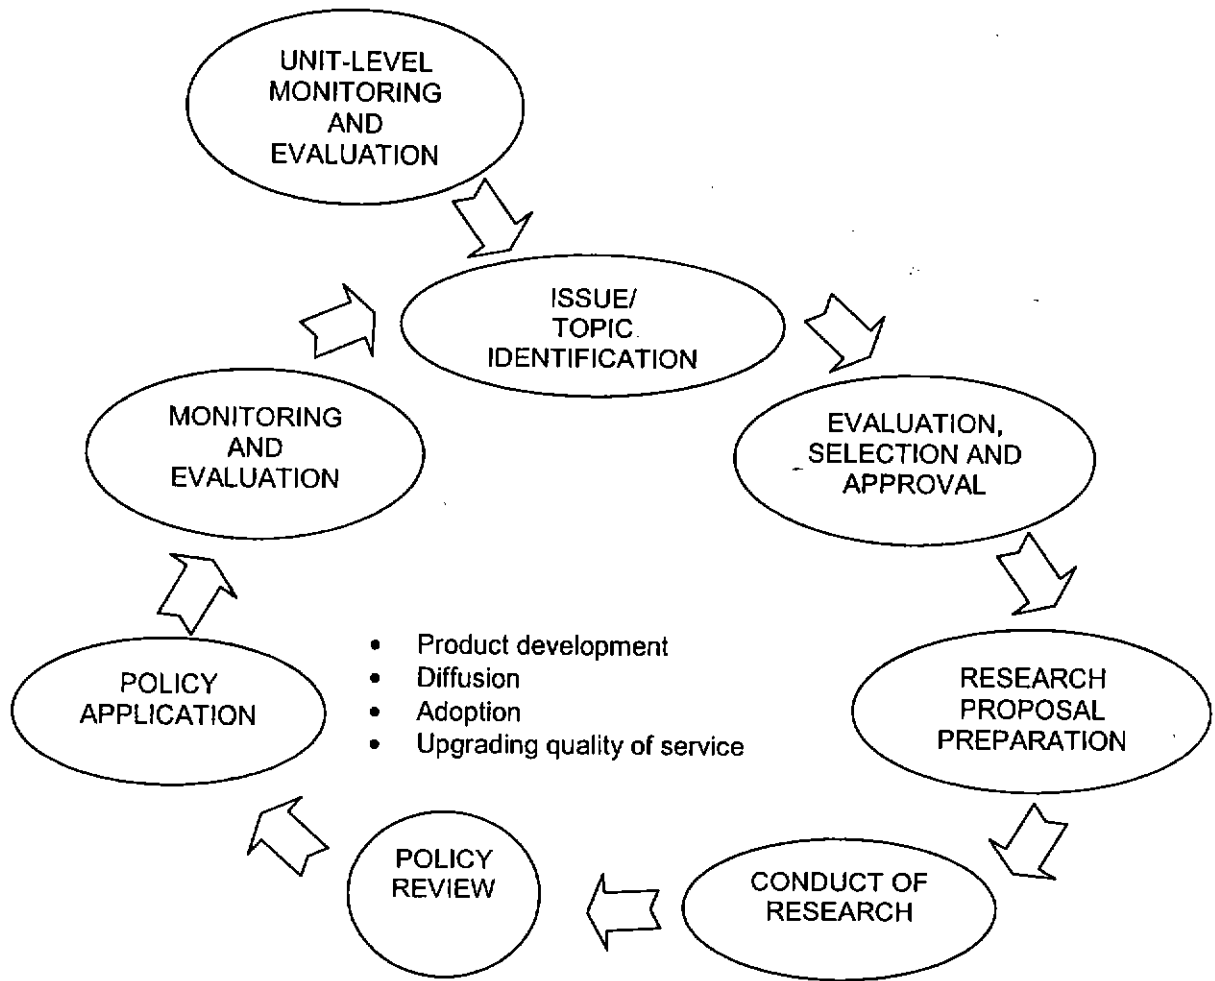 UNIT-LEVEL
MONITORING
AND
EVALUATION
ISSUE/
TOPIC
IDENTIFICATION
EVALUATION,
SELECTION AND
APPROVAL
RESEARCH
PROPOSAL
PREPARATION
CONDUCT OF
RESEARCH
POLICY
REVIEW
POLICY
APPLICATION
MONITORING
AND
EVALUATION
• Product development
• Diffusion
• Adoption
• Upgrading quality of service